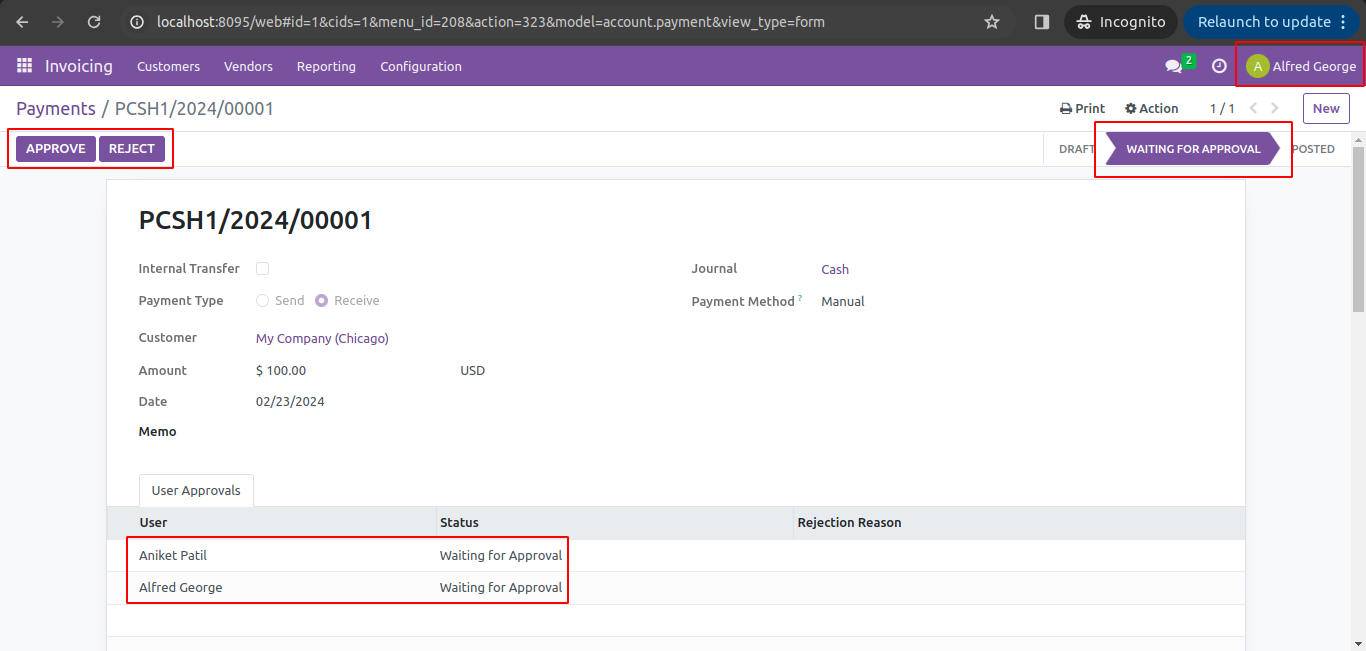 localhost:8095/web#id=1&cids=1&menu_id=208&action=323&model=account.payment&view_type=form Incognito Relaunch to update
Invoicing Customers Vendors Reporting Configuration 2 A Alfred George
Payments / PCSH1/2024/00001 Print Action 1 / 1 New
APPROVE REJECT DRAFT WAITING FOR APPROVAL POSTED
PCSH1/2024/00001
Internal Transfer Journal Cash
Payment Type Send Receive Payment Method ? Manual
Customer My Company (Chicago)
Amount $ 100.00 USD
Date 02/23/2024
Memo
User Approvals
User Status Rejection Reason
Aniket Patil Waiting for Approval
Alfred George Waiting for Approval